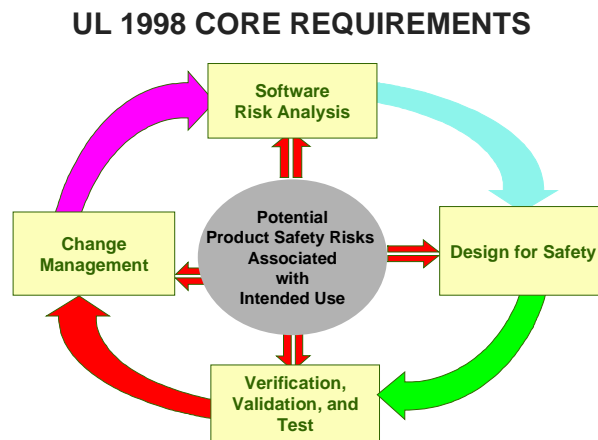 UL 1998 CORE REQUIREMENTS
Software
Risk Analysis
Potential
Product Safety Risks
Associated
with
Intended Use
Change
Management
Design for Safety
Verification,
Validation, and
Test